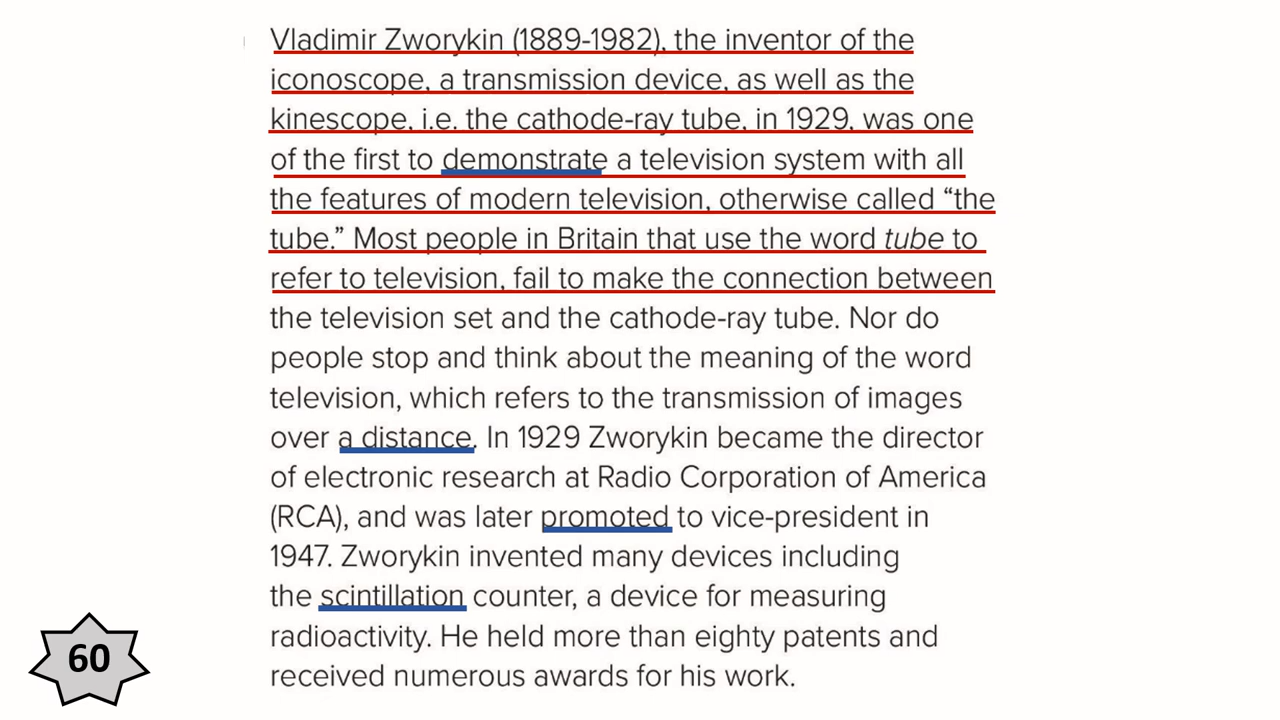 Vladimir Zworykin (1889-1982), the inventor of the
iconoscope, a transmission device, as well as the
kinescope, i.e. the cathode-ray tube, in 1929, was one
of the first to demonstrate a television system with all
the features of modern television, otherwise called “the
tube.” Most people in Britain that use the word tube to
refer to television, fail to make the connection between
the television set and the cathode-ray tube. Nor do
people stop and think about the meaning of the word
television, which refers to the transmission of images
over a distance. In 1929 Zworykin became the director
of electronic research at Radio Corporation of America
(RCA), and was later promoted to vice-president in
1947. Zworykin invented many devices including
the scintillation counter, a device for measuring
radioactivity. He held more than eighty patents and
received numerous awards for his work.
60